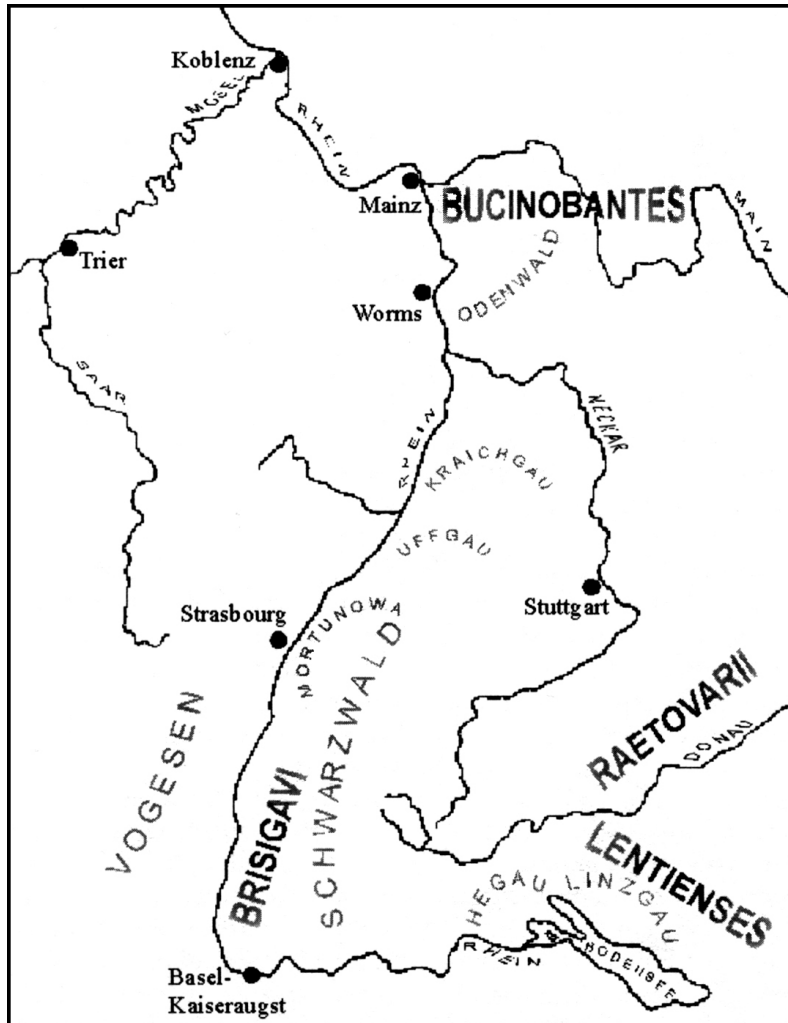 Koblenz
MOSEL
RHEIN
Mainz
BUCINOBANTES
MAIN
Trier
ODENWALD
Worms
SAAR
NECKAR
RHEIN
KRAICHGAU
UFFGAU
Stuttgart
Strasbourg
MORTUNOWA
SCHWARZWALD
VOGESEN
RAETOVARII
DONAU
BRISIGAVI
LENTIENSES
HEGAU LINZGAU
RHEIN
BODENSEE
Basel-
Kaiseraugst